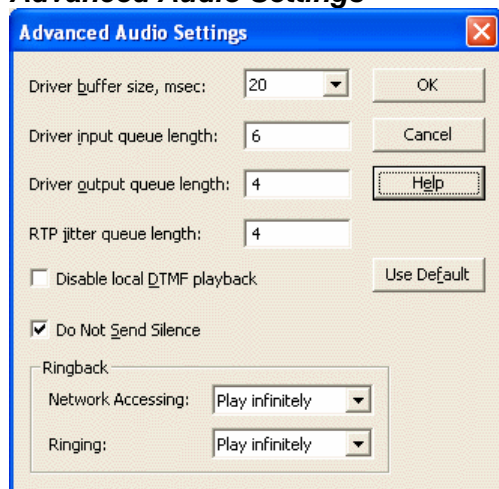 Advanced Audio Settings
Advanced Audio Settings
Driver buffer size, msec: 20 OK
Driver input queue length: 6 Cancel
Driver output queue length: 4 Help
RTP jitter queue length: 4
Disable local DTMF playback Use Default
Do Not Send Silence
Ringback
Network Accessing: Play infinitely
Ringing: Play infinitely